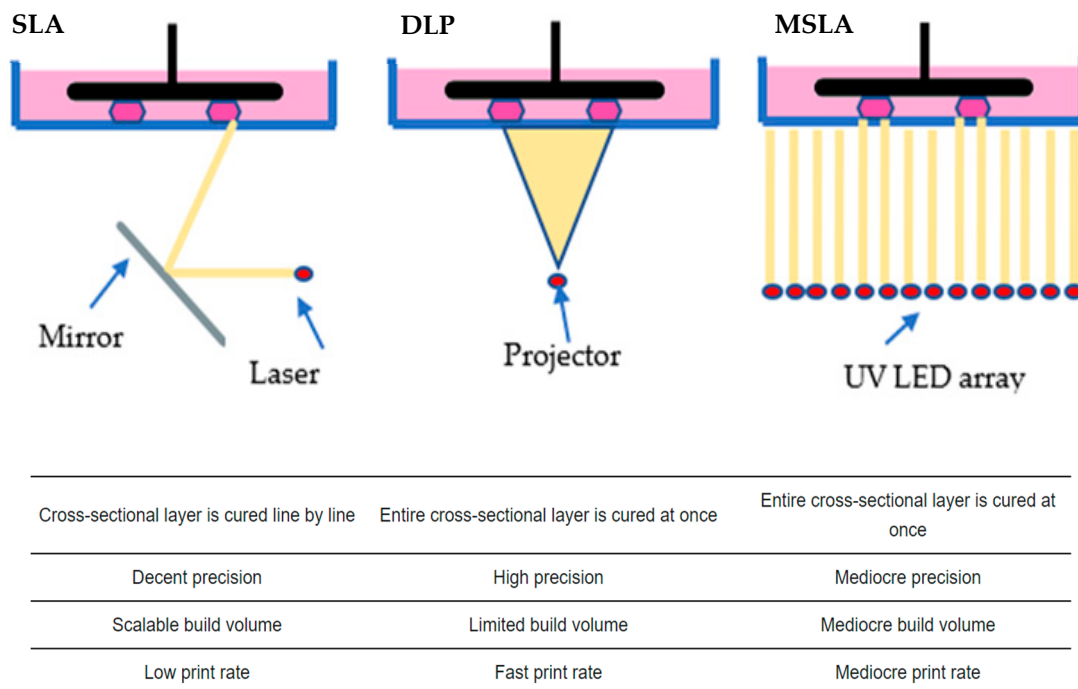 SLA
DLP
MSLA
Mirror
Laser
Projector
UV LED array
Cross-sectional layer is cured line by line
Entire cross-sectional layer is cured at once
Entire cross-sectional layer is cured at
once
Decent precision
High precision
Mediocre precision
Scalable build volume
Limited build volume
Mediocre build volume
Low print rate
Fast print rate
Mediocre print rate